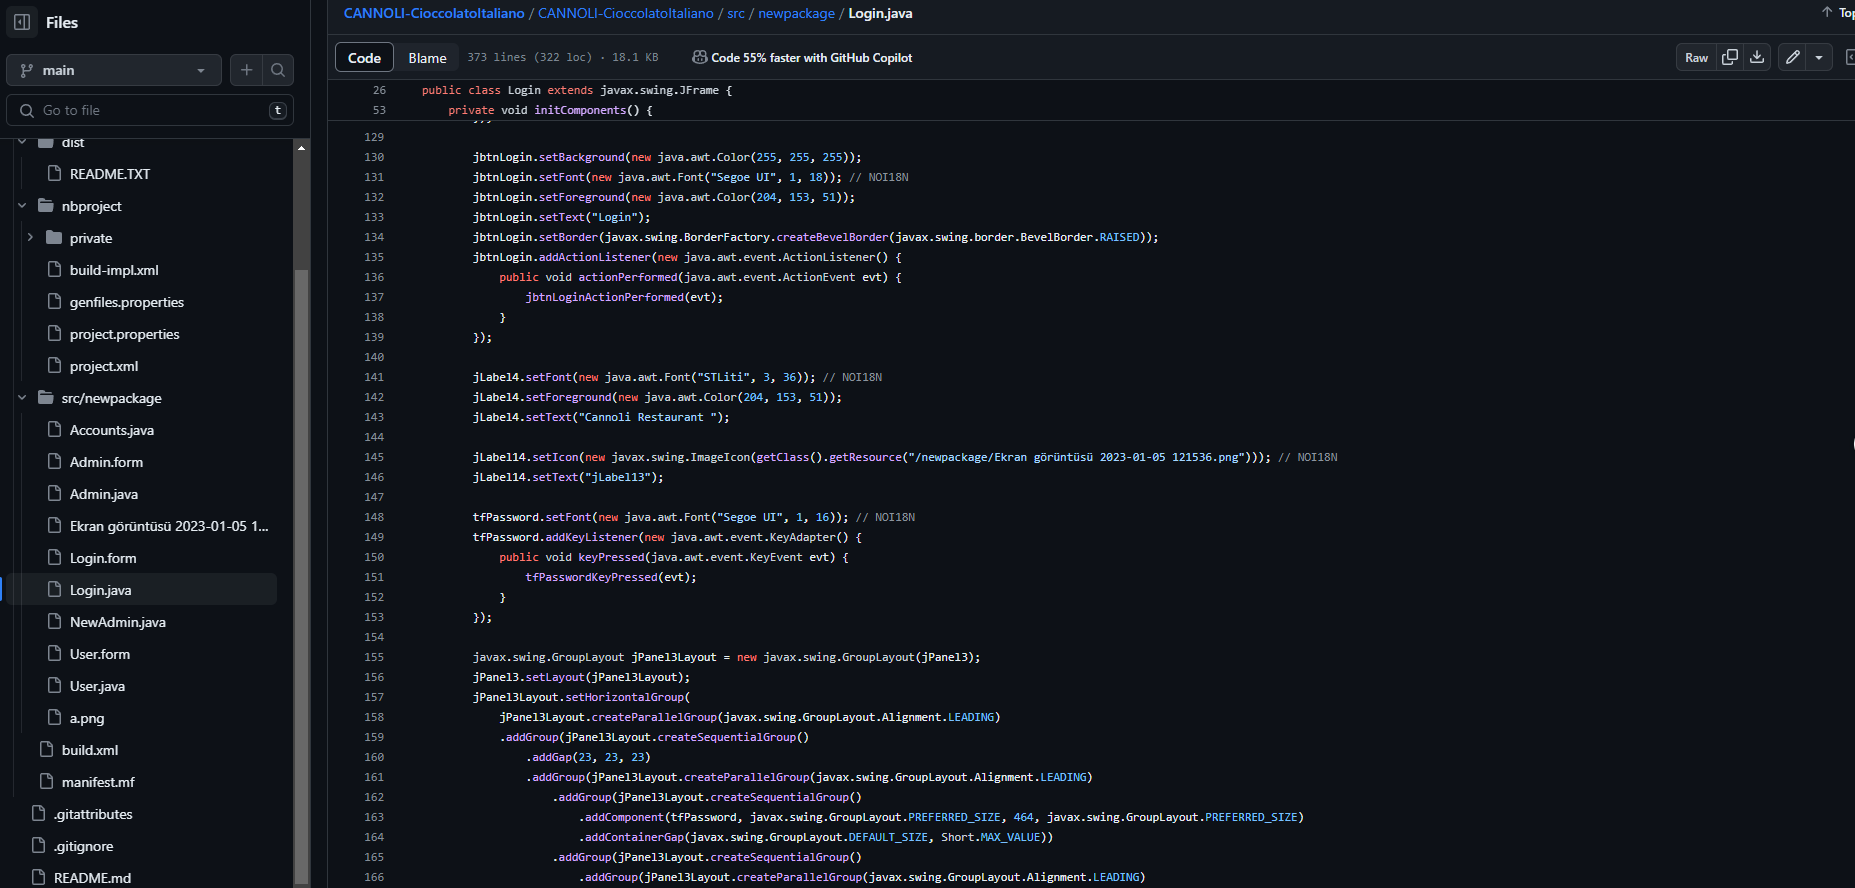 Files
main
Go to file
t
dist
README.TXT
nbproject
private
build-impl.xml
genfiles.properties
project.properties
project.xml
src/newpackage
Accounts.java
Admin.form
Admin.java
Ekran görüntüsü 2023-01-05 1...
Login.form
Login.java
NewAdmin.java
User.form
User.java
a.png
build.xml
manifest.mf
.gitattributes
.gitignore
README.md
CANNOLI-CioccolatoItaliano / CANNOLI-CioccolatoItaliano / src / newpackage / Login.java
Top
Code Blame 373 lines (322 loc) · 18.1 KB Code 55% faster with GitHub Copilot
Raw
26 public class Login extends javax.swing.JFrame {
53 private void initComponents() {
129
130 jbtnLogin.setBackground(new java.awt.Color(255, 255, 255));
131 jbtnLogin.setFont(new java.awt.Font("Segoe UI", 1, 18)); // NOI18N
132 jbtnLogin.setForeground(new java.awt.Color(204, 153, 51));
133 jbtnLogin.setText("Login");
134 jbtnLogin.setBorder(javax.swing.BorderFactory.createBevelBorder(javax.swing.border.BevelBorder.RAISED));
135 jbtnLogin.addActionListener(new java.awt.event.ActionListener() {
136 public void actionPerformed(java.awt.event.ActionEvent evt) {
137 jbtnLoginActionPerformed(evt);
138 }
139 });
140
141 jLabel4.setFont(new java.awt.Font("STLiti", 3, 36)); // NOI18N
142 jLabel4.setForeground(new java.awt.Color(204, 153, 51));
143 jLabel4.setText("Cannoli Restaurant ");
144
145 jLabel14.setIcon(new javax.swing.ImageIcon(getClass().getResource("/newpackage/Ekran görüntüsü 2023-01-05 121536.png"))); // NOI18N
146 jLabel14.setText("jLabel13");
147
148 tfPassword.setFont(new java.awt.Font("Segoe UI", 1, 16)); // NOI18N
149 tfPassword.addKeyListener(new java.awt.event.KeyAdapter() {
150 public void keyPressed(java.awt.event.KeyEvent evt) {
151 tfPasswordKeyPressed(evt);
152 }
153 });
154
155 javax.swing.GroupLayout jPanel3Layout = new javax.swing.GroupLayout(jPanel3);
156 jPanel3.setLayout(jPanel3Layout);
157 jPanel3Layout.setHorizontalGroup(
158 jPanel3Layout.createParallelGroup(javax.swing.GroupLayout.Alignment.LEADING)
159 .addGroup(jPanel3Layout.createSequentialGroup()
160 .addGap(23, 23, 23)
161 .addGroup(jPanel3Layout.createParallelGroup(javax.swing.GroupLayout.Alignment.LEADING)
162 .addGroup(jPanel3Layout.createSequentialGroup()
163 .addComponent(tfPassword, javax.swing.GroupLayout.PREFERRED_SIZE, 464, javax.swing.GroupLayout.PREFERRED_SIZE)
164 .addContainerGap(javax.swing.GroupLayout.DEFAULT_SIZE, Short.MAX_VALUE))
165 .addGroup(jPanel3Layout.createSequentialGroup()
166 .addGroup(jPanel3Layout.createParallelGroup(javax.swing.GroupLayout.Alignment.LEADING)